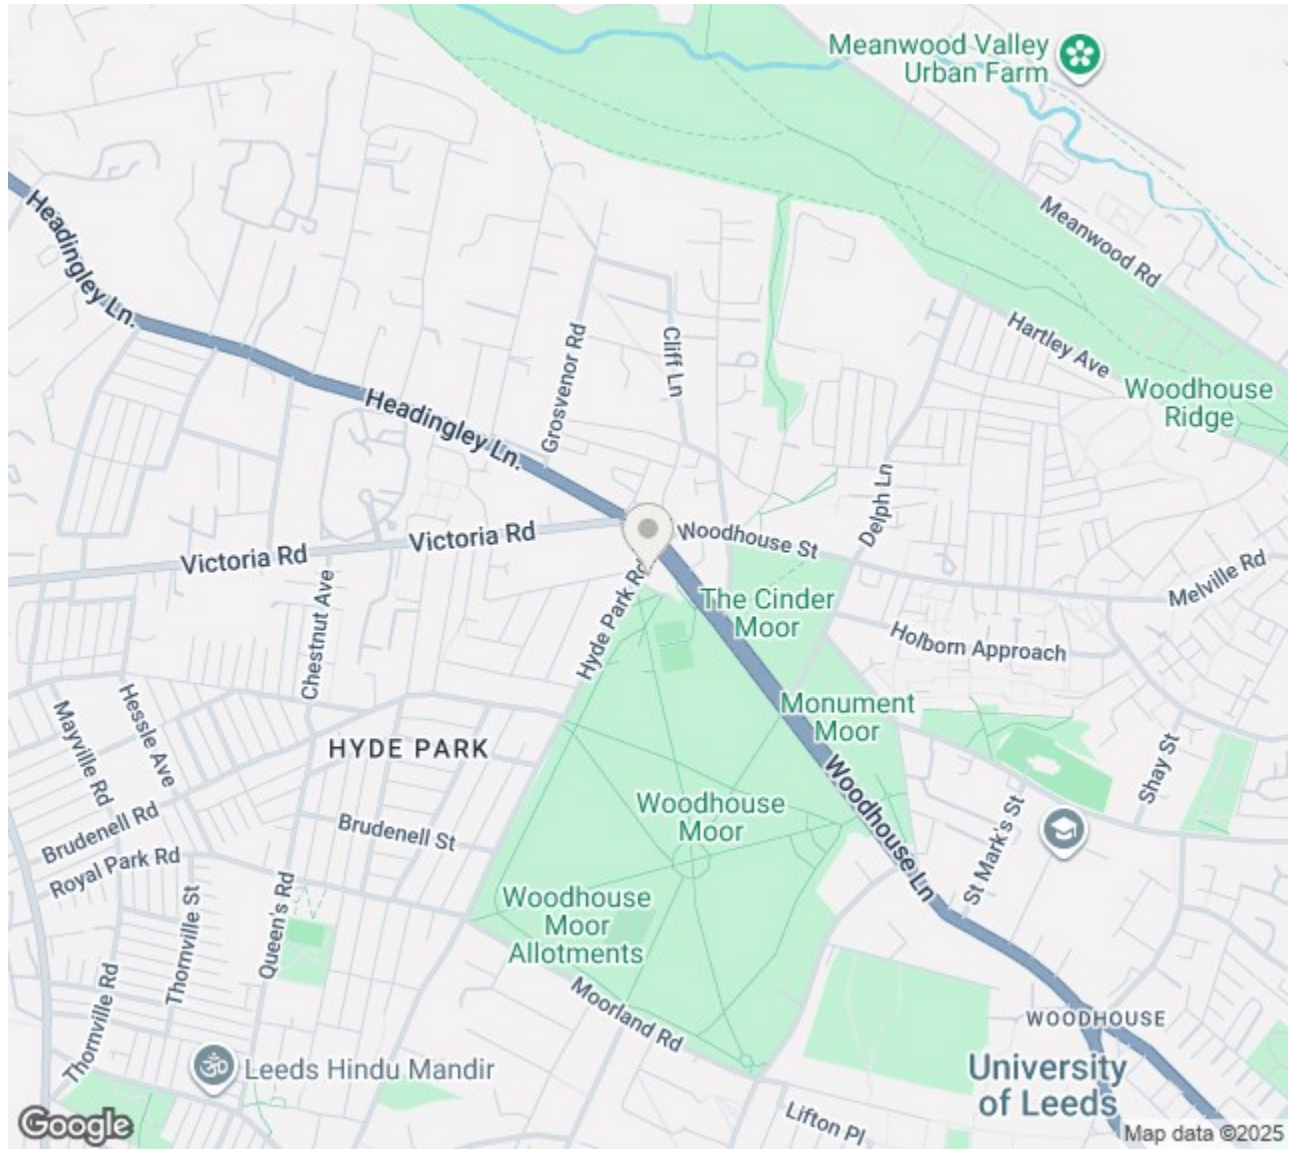 Meanwood Valley
Urban Farm
Headingley Ln.
Meanwood Rd
Hartley Ave
Woodhouse
Ridge
Grosvenor Rd
Cliff Ln
Headingley Ln.
Delph Ln
Woodhouse St
Victoria Rd
Victoria Rd
Melville Rd
Chestnut Ave
Hyde Park Rd
The Cinder
Moor
Holborn Approach
Monument
Moor
Mayville Rd
Hessle Ave
HYDE PARK
Shay St
Woodhouse
Moor
Woodhouse Ln
St Mark's St
Brudenell Rd
Brudenell St
Royal Park Rd
Woodhouse
Moor
Allotments
Queen's Rd
Thornville St
Thornville Rd
Moorland Rd
WOODHOUSE
Leeds Hindu Mandir
University
of Leeds
Lifton Pl
Google
Map data ©2025